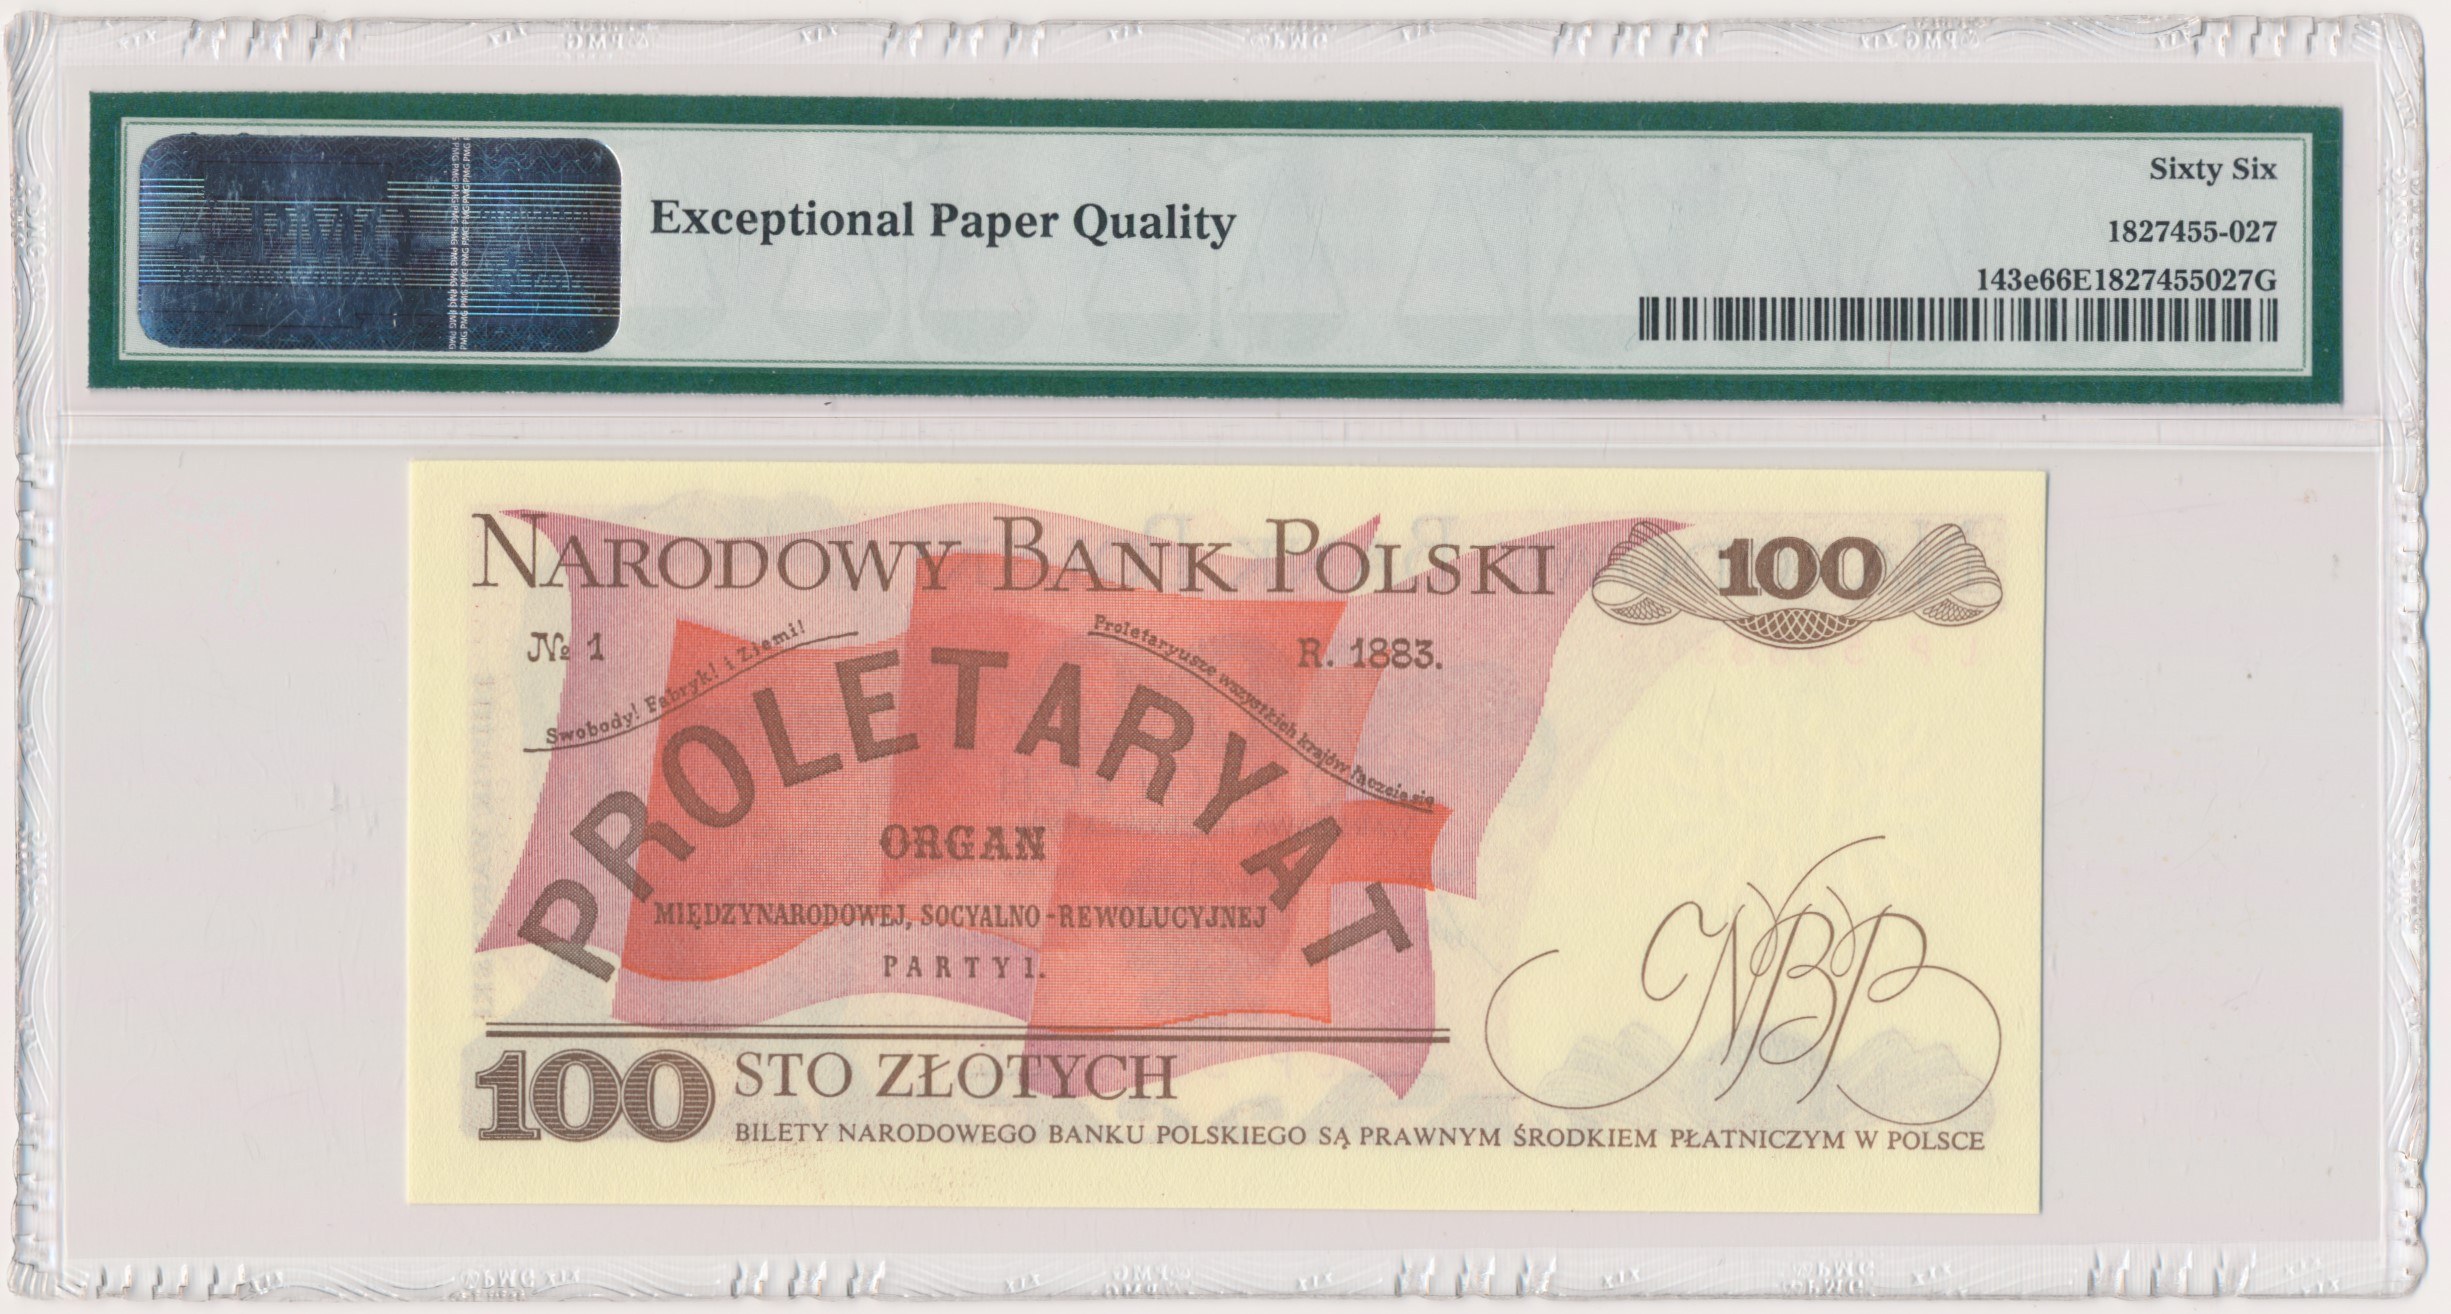 Exceptional Paper Quality
Sixty Six
1827455-027
143e66E1827455027G
NARODOWY BANK POLSKI
100
№ 1
R. 1883.
Swobody! Fabryk! i Ziemi!
Proletaryusze wszystkich krajów łączcie się
PROLETARYAT
ORGAN
MIĘDZYNARODOWEJ, SOCYALNO-REWOLUCYJNEJ
PARTYI.
NBP
100 STO ZŁOTYCH
BILETY NARODOWEGO BANKU POLSKIEGO SĄ PRAWNYM ŚRODKIEM PŁATNICZYM W POLSCE